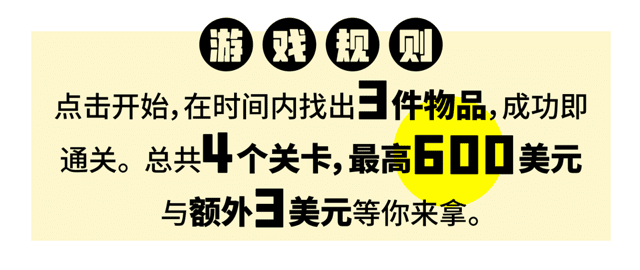 游戏规则
点击开始,在时间内找出3件物品,成功即
通关。总共4个关卡,最高600美元
与额外3美元等你来拿。